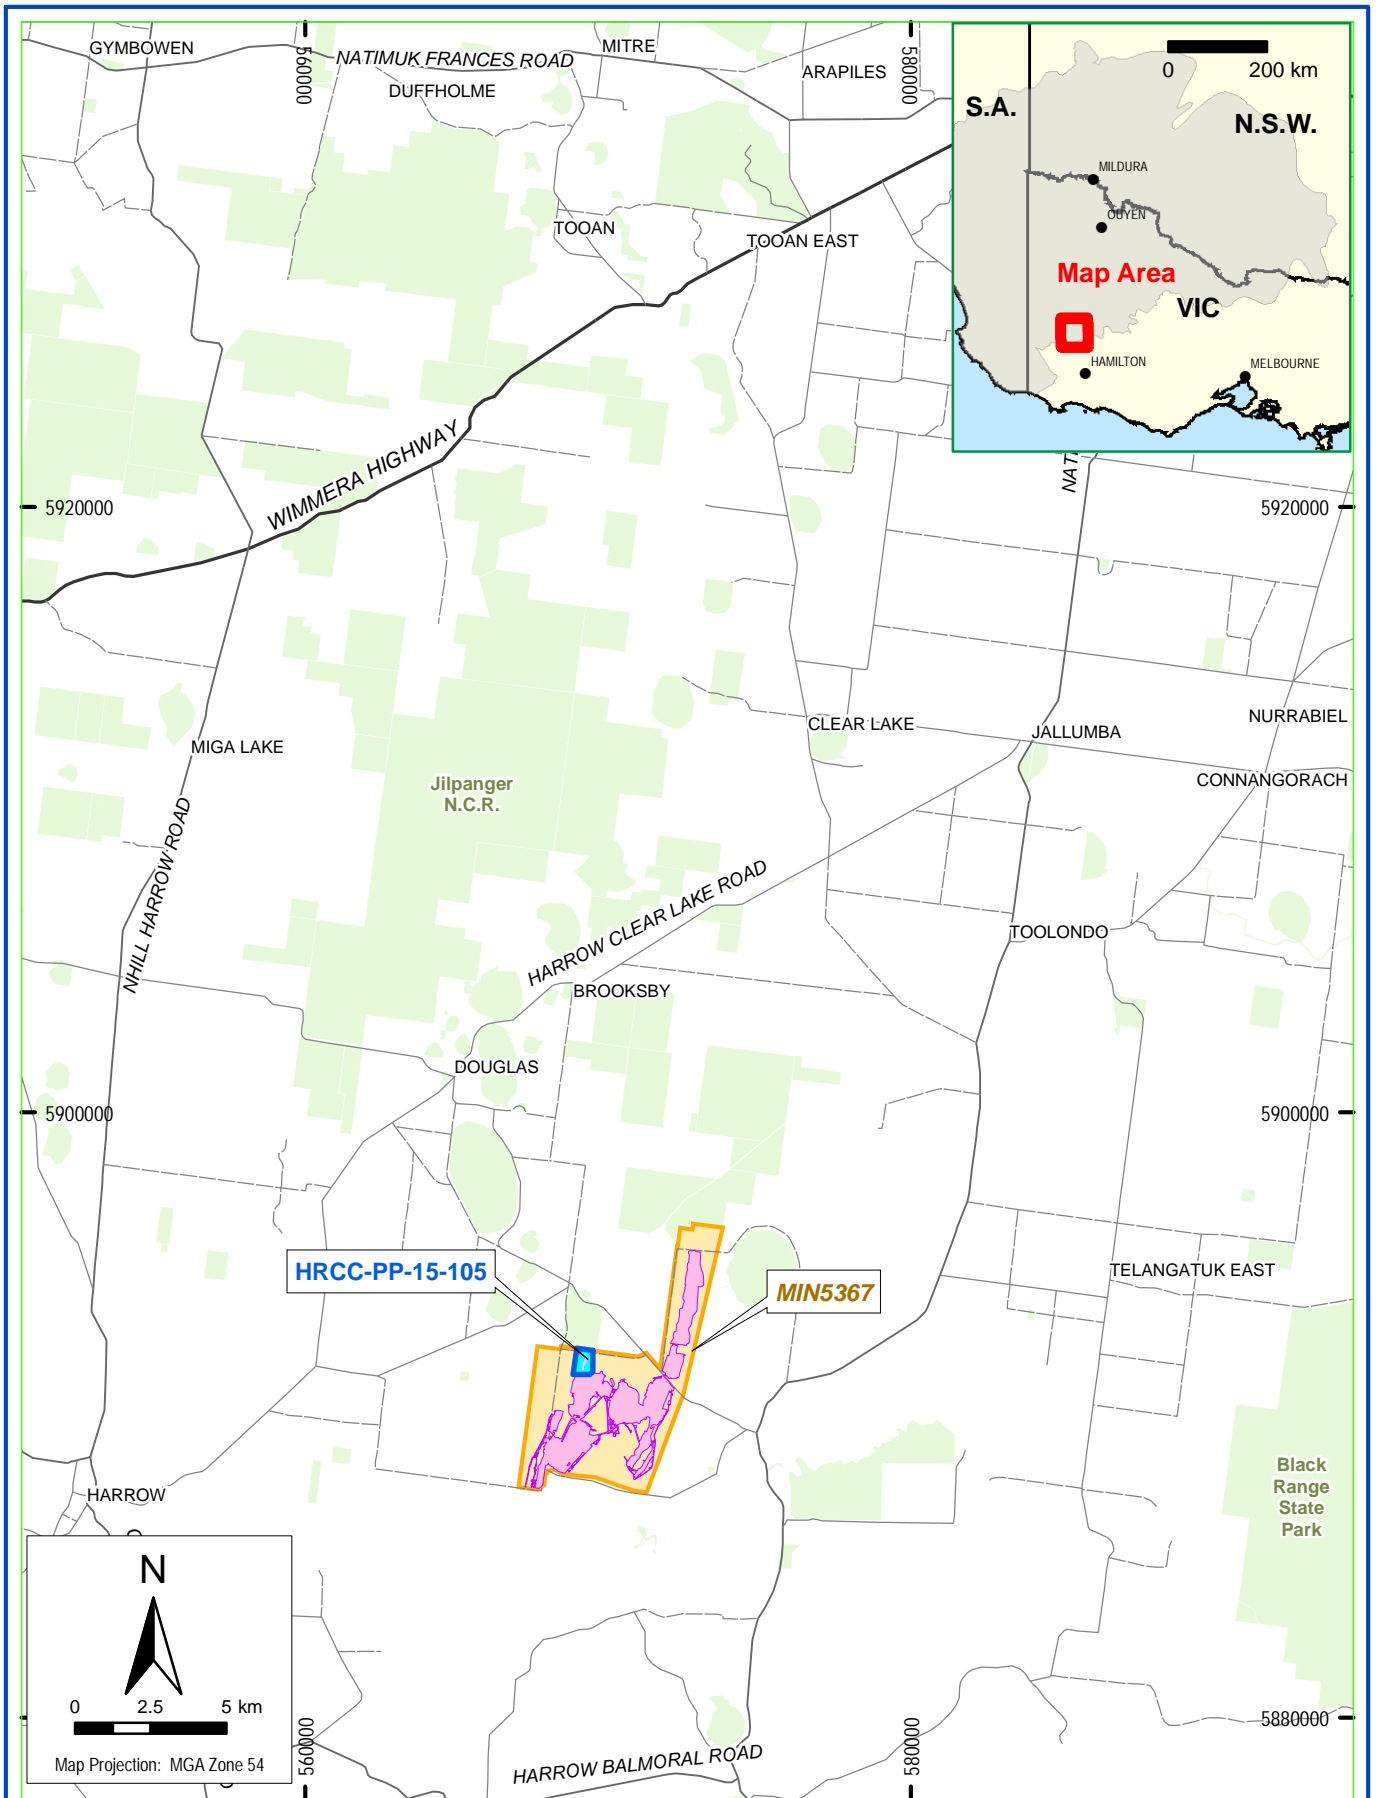 GYMBOWEN
560000
NATIMUK FRANCES ROAD
MITRE
580000
DUFFHOLME
ARAPILES
0
200 km
S.A.
N.S.W.
MILDURA
OUYEN
Map Area
VIC
HAMILTON
MELBOURNE
TOOAN
TOOAN EAST
WIMMERA HIGHWAY
5920000
5920000
CLEAR LAKE
JALLUMBA
NURRABIEL
MIGA LAKE
CONNANGORACH
Jilpanger
N.C.R.
NHILL HARROW ROAD
HARROW CLEAR LAKE ROAD
TOOLONDO
BROOKSBY
DOUGLAS
5900000
5900000
HRCC-PP-15-105
MIN5367
TELANGATUK EAST
HARROW
Black
Range
State
Park
N
0
2.5
5 km
Map Projection: MGA Zone 54
560000
580000
5880000
HARROW BALMORAL ROAD